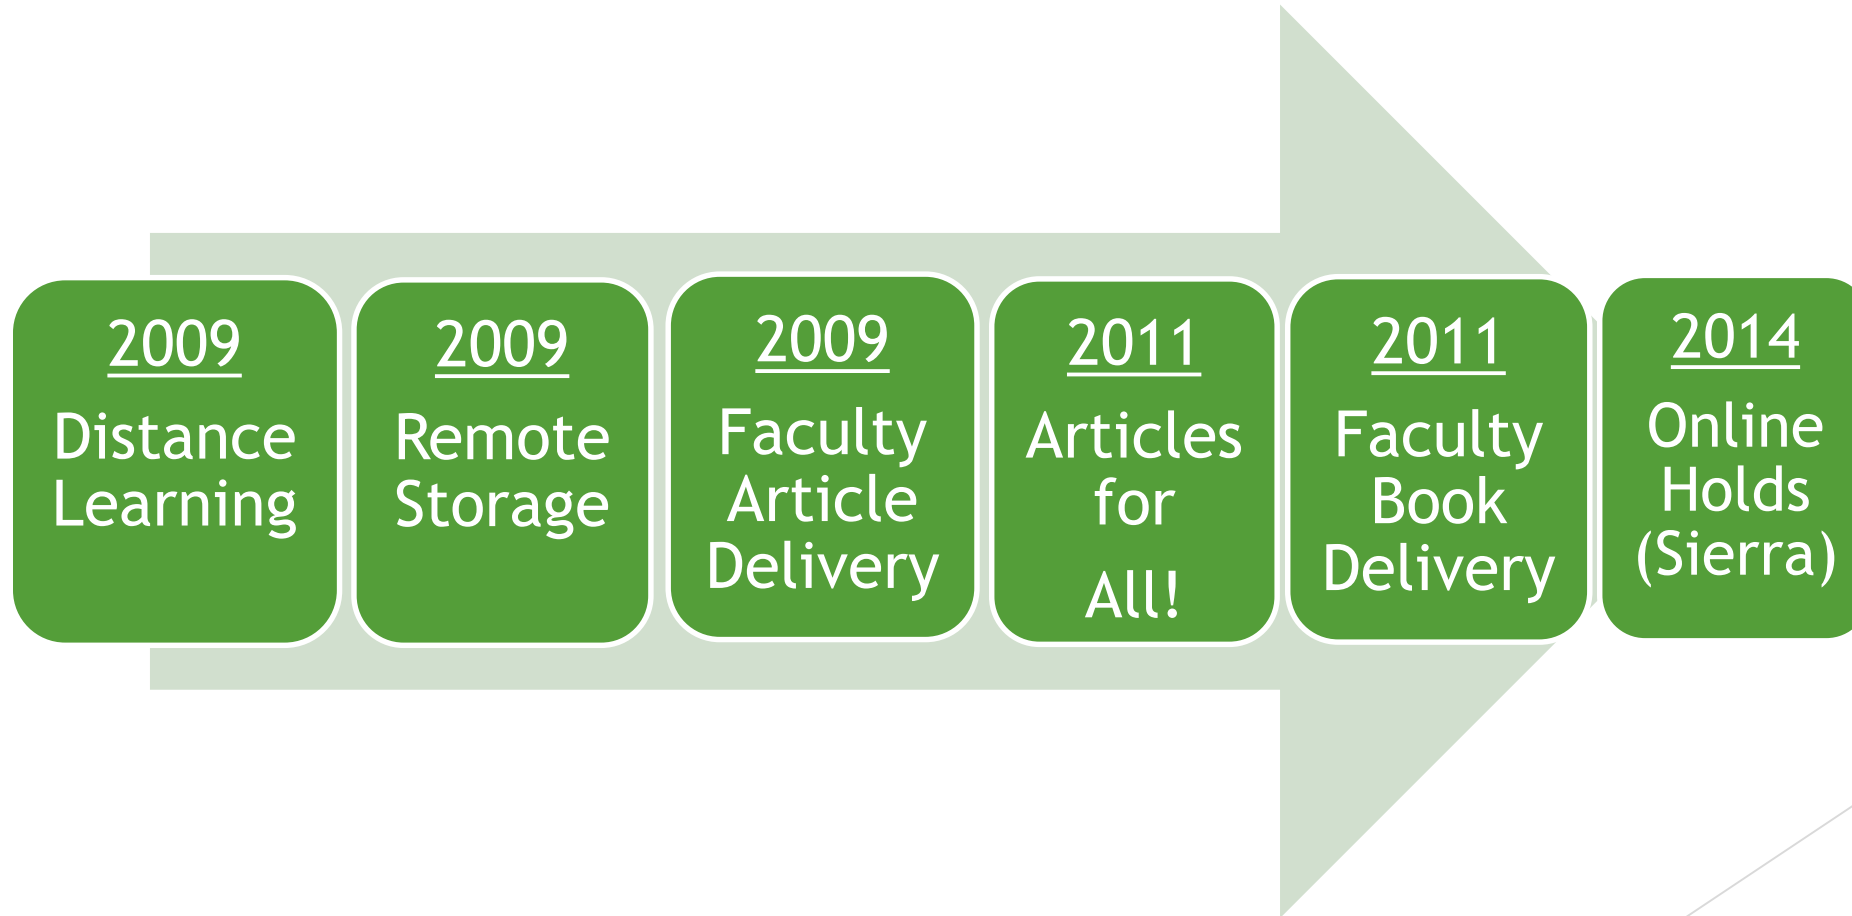 2009
Distance
Learning
2009
Remote
Storage
2009
Faculty
Article
Delivery
2011
Articles
for
All!
2011
Faculty
Book
Delivery
2014
Online
Holds
(Sierra)